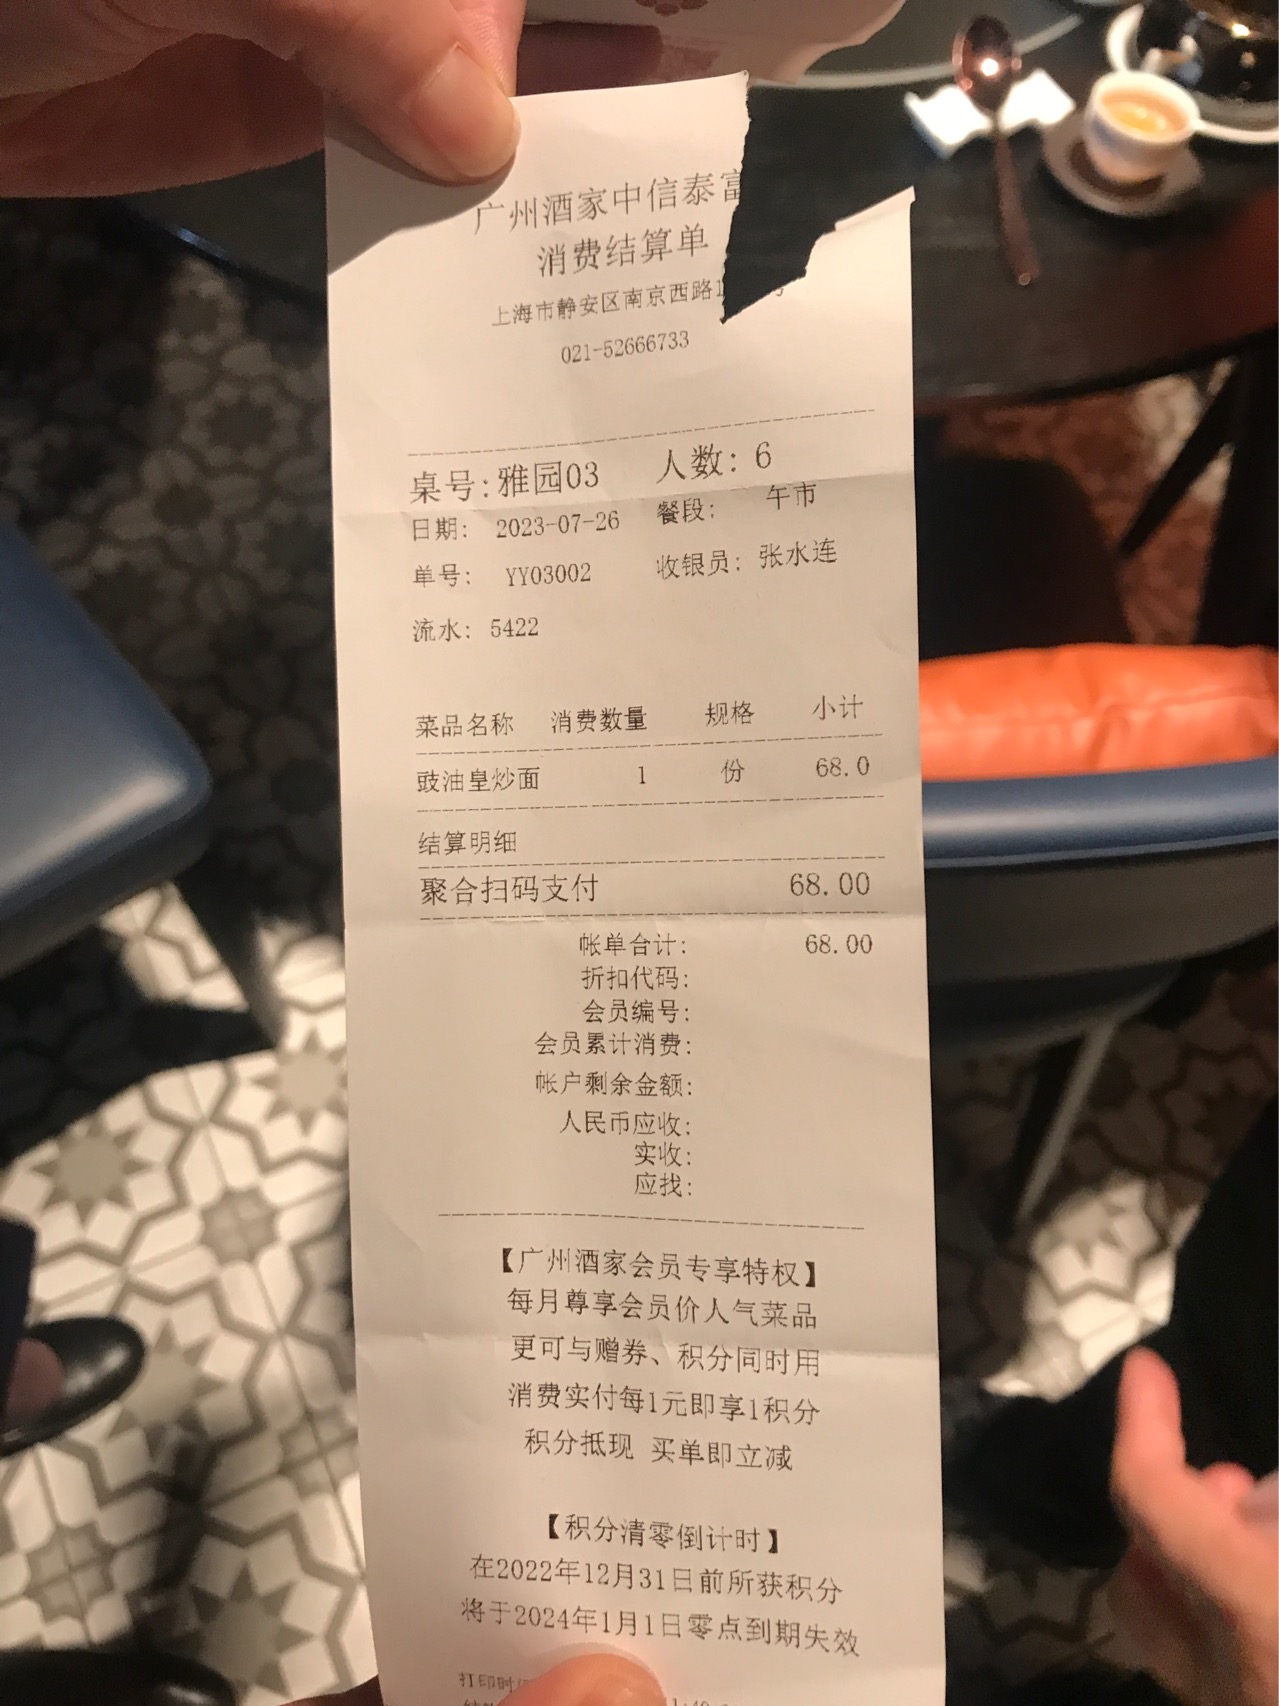 广州酒家中信泰富
消费结算单
上海市静安区南京西路1
021-52666733
桌号:雅园03 人数: 6
日期: 2023-07-26 餐段: 午市
单号: YY03002 收银员: 张水连
流水: 5422
菜品名称 消费数量 规格 小计
豉油皇炒面 1 份 68.0
结算明细
聚合扫码支付 68.00
帐单合计: 68.00
折扣代码:
会员编号:
会员累计消费:
帐户剩余金额:
人民币应收:
实收:
应找:
【广州酒家会员专享特权】
每月尊享会员价人气菜品
更可与赠券、积分同时用
消费实付每1元即享1积分
积分抵现 买单即立减
【积分清零倒计时】
在2022年12月31日前所获积分
将于2024年1月1日零点到期失效
打印时